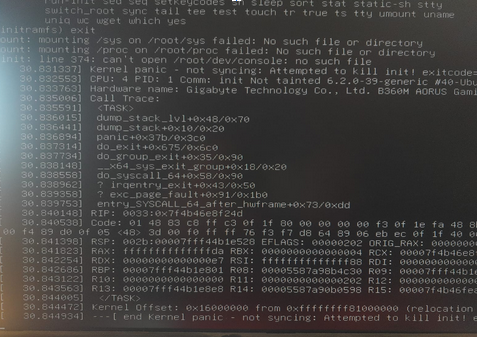 run-init sed seq setkeycodes sh sleep sort stat static-sh stty
switch_root sync tail tee test touch tr true ts tty umount uname
uniq wc wget which yes
initramfs) exit
ount: mounting /sys on /root/sys failed: No such file or directory
ount: mounting /proc on /root/proc failed: No such file or directory
init: line 374: can't open /root/dev/console: no such file
30.831337] Kernel panic - not syncing: Attempted to kill init! exitcode=
30.832553] CPU: 4 PID: 1 Comm: init Not tainted 6.2.0-39-generic #40-Ubu
30.833763] Hardware name: Gigabyte Technology Co., Ltd. B360M AORUS Gami
30.835006] Call Trace:
30.835591] <TASK>
30.836015] dump_stack_lvl+0x48/0x70
30.836441] dump_stack+0x10/0x20
30.836894] panic+0x37b/0x3c0
30.837314] do_exit+0x675/0x6c0
30.837734] do_group_exit+0x35/0x90
30.838148] __x64_sys_exit_group+0x18/0x20
30.838558] do_syscall_64+0x58/0x90
30.838962] ? irqentry_exit+0x43/0x50
30.839358] ? exc_page_fault+0x91/0x1b0
30.839753] entry_SYSCALL_64_after_hwframe+0x73/0xdd
30.840148] RIP: 0033:0x7f4b46e8f24d
30.840538] Code: 01 48 83 c8 ff c3 0f 1f 80 00 00 00 00 f3 0f 1e fa 48 8
00 f4 89 d0 0f 05 <48> 3d 00 f0 ff ff 76 f3 f7 d8 64 89 06 eb ec 0f 1f 40 0
30.841398] RSP: 002b:00007fff44b1e528 EFLAGS: 00000202 ORIG_RAX: 0000000
30.841823] RAX: ffffffffffffffda RBX: 0000000000000004 RCX: 00007f4b46e8
30.842254] RDX: 00000000000000e7 RSI: ffffffffffffff88 RDI: 000000000000
30.842686] RBP: 00007fff44b1e801 R08: 00005587a98b4c30 R09: 00007fff44b1
30.843122] R10: 0000000000000000 R11: 0000000000000202 R12: 0000000000
30.843563] R13: 00007fff44b1e8e8 R14: 00005587a90b0598 R15: 00007f4b46fea
30.844005] </TASK>
30.844472] Kernel Offset: 0x16000000 from 0xffffffff81000000 (relocation
30.844934] ---[ end Kernel panic - not syncing: Attempted to kill init! e